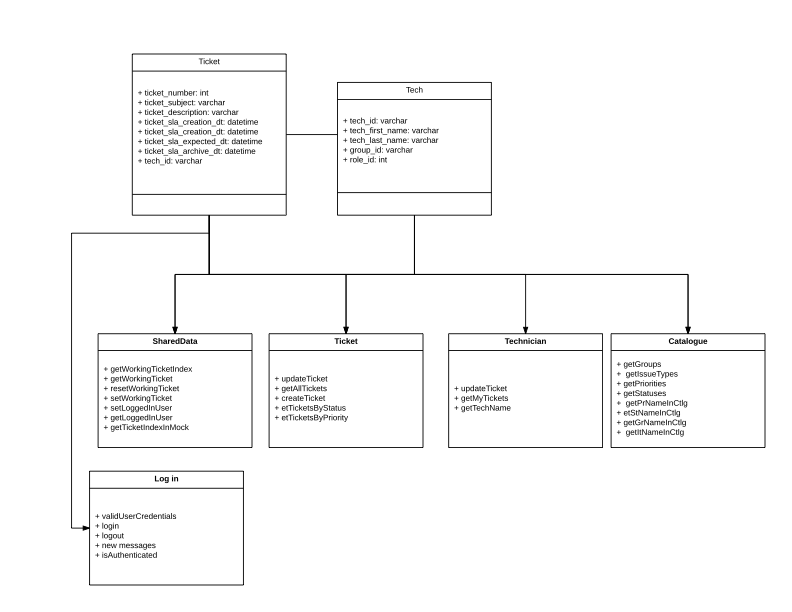 Ticket
+ ticket_number: int
+ ticket_subject: varchar
+ ticket_description: varchar
+ ticket_sla_creation_dt: datetime
+ ticket_sla_creation_dt: datetime
+ ticket_sla_expected_dt: datetime
+ ticket_sla_archive_dt: datetime
+ tech_id: varchar
Tech
+ tech_id: varchar
+ tech_first_name: varchar
+ tech_last_name: varchar
+ group_id: varchar
+ role_id: int
SharedData
+ getWorkingTicketIndex
+ getWorkingTicket
+ resetWorkingTicket
+ setWorkingTicket
+ setLoggedInUser
+ getLoggedInUser
+ getTicketIndexInMock
Ticket
+ updateTicket
+ getAllTickets
+ createTicket
+ etTicketsByStatus
+ etTicketsByPriority
Technician
+ updateTicket
+ getMyTickets
+ getTechName
Catalogue
+ getGroups
+ getIssueTypes
+ getPriorities
+ getStatuses
+ getPrNameInCtlg
+ etStNameInCtlg
+ getGrNameInCtlg
+ getItNameInCtlg
Log in
+ validUserCredentials
+ login
+ logout
+ new messages
+ isAuthenticated